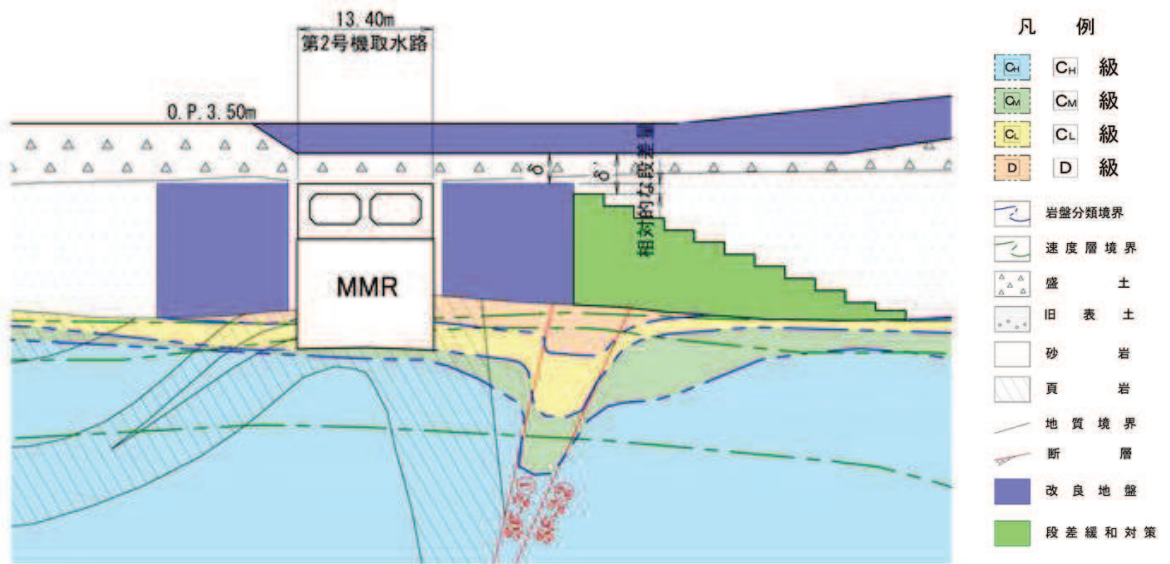 13.40m
第2号機取水路
O.P.3.50m
δ
δ'
相対的な段差量
MMR
凡 例
CH CH 級
CM CM 級
CL CL 級
D D 級
岩盤分類境界
速度層境界
盛 土
旧 表 土
砂 岩
頁 岩
地 質 境 界
断 層
改 良 地 盤
段 差 緩 和 対 策